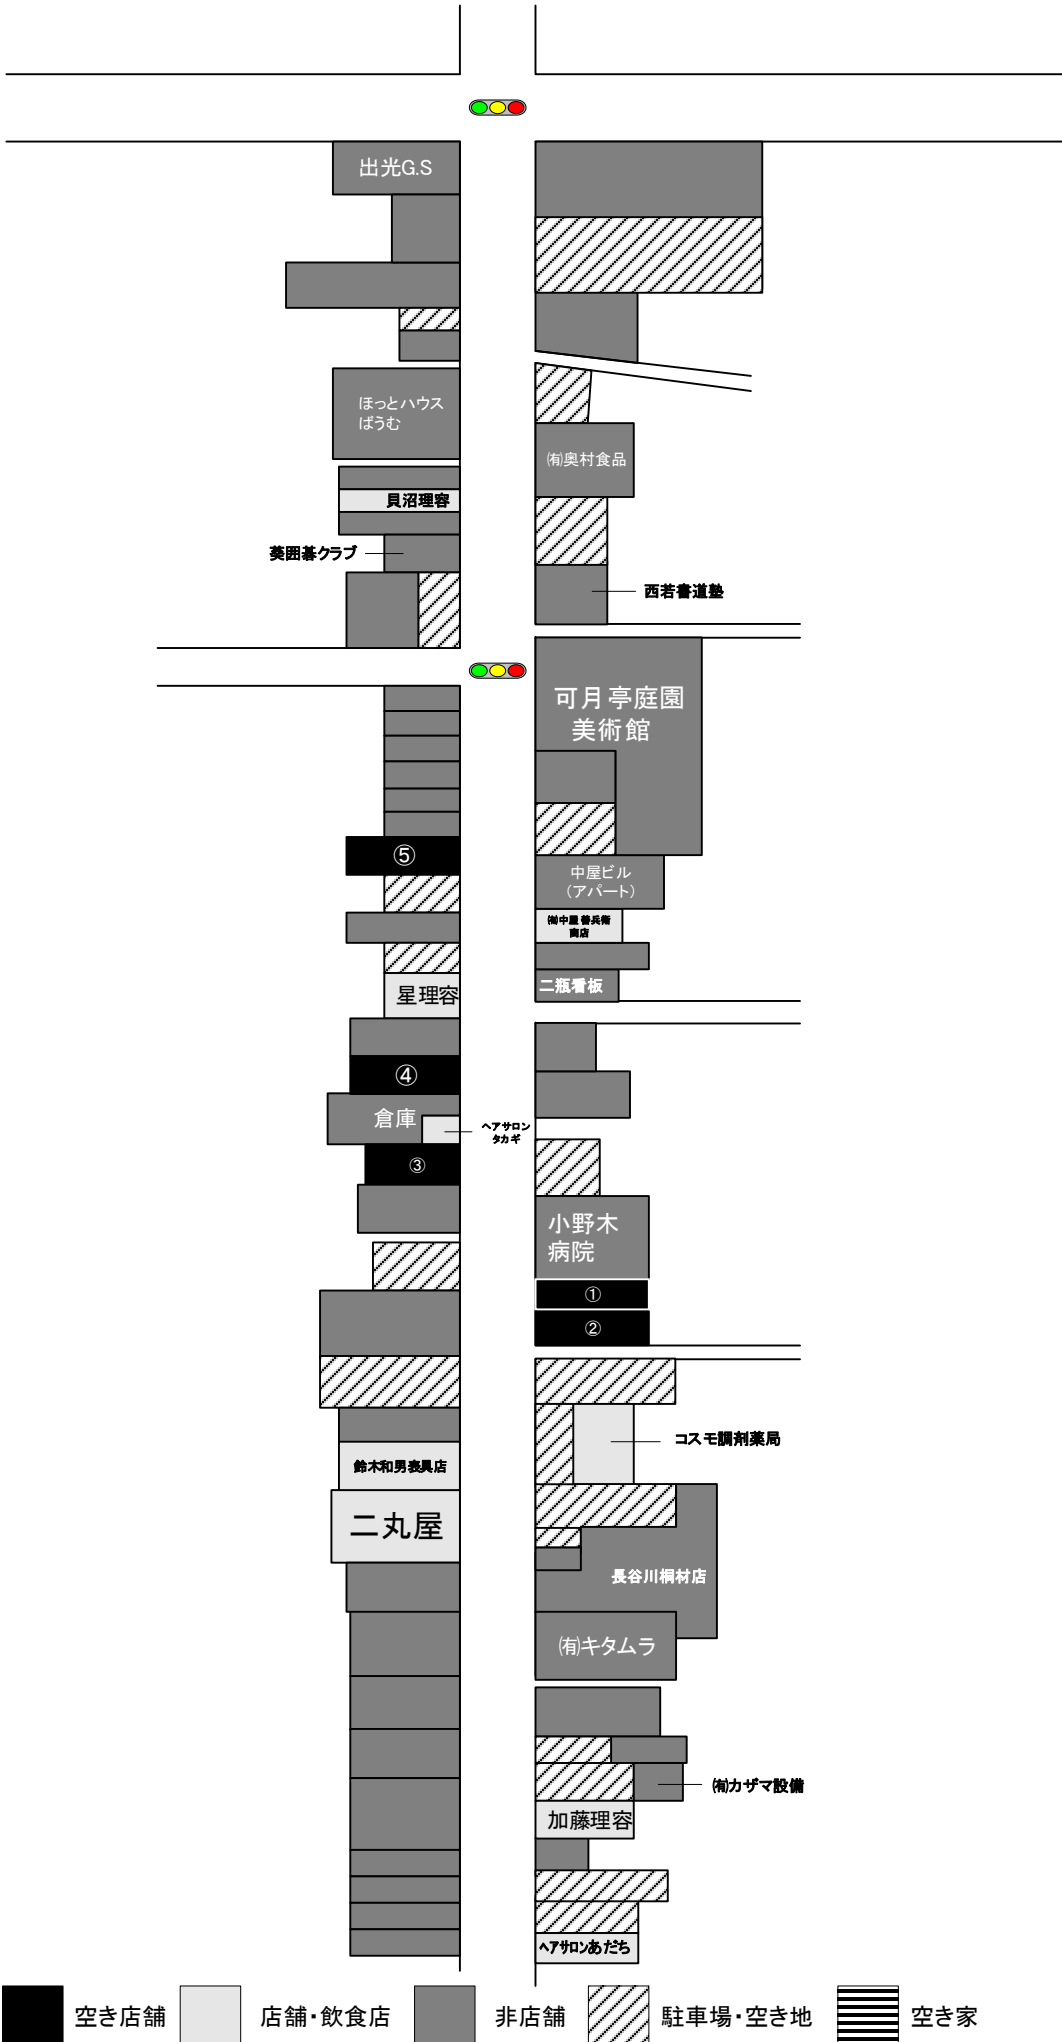 出光G.S
ほっとハウス
ばうむ
㈲奥村食品
貝沼理容
葵囲碁クラブ
西若書道塾
可月亭庭園
美術館
⑤
中屋ビル
（アパート）
㈲中屋善兵衛
商店
二瓶看板
星理容
④
倉庫
ヘアサロン
タカギ
③
小野木
病院
①
②
コスモ調剤薬局
鈴木和男表具店
二丸屋
長谷川桐材店
㈲キタムラ
㈲カザマ設備
加藤理容
ヘアサロンあだち
空き店舗
店舗・飲食店
非店舗
駐車場・空き地
空き家